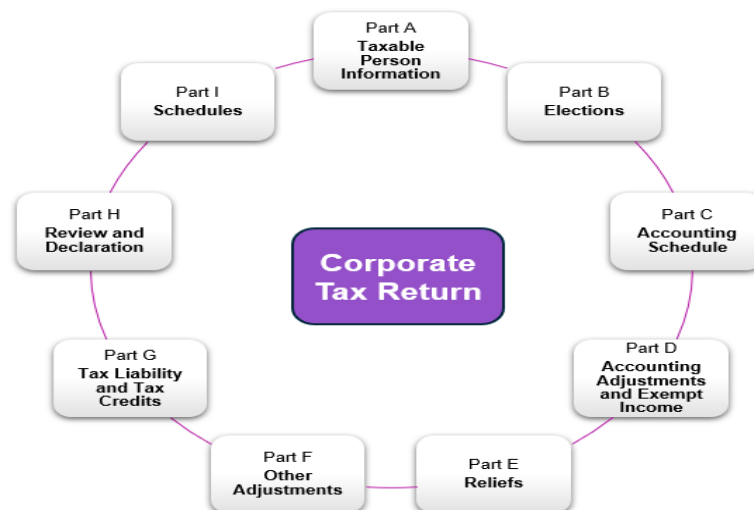 Part A
Taxable
Person
Information
Part B
Elections
Part C
Accounting
Schedule
Part D
Accounting
Adjustments
and Exempt
Income
Part E
Reliefs
Part F
Other
Adjustments
Part G
Tax Liability
and Tax
Credits
Part H
Review and
Declaration
Part I
Schedules
Corporate
Tax Return